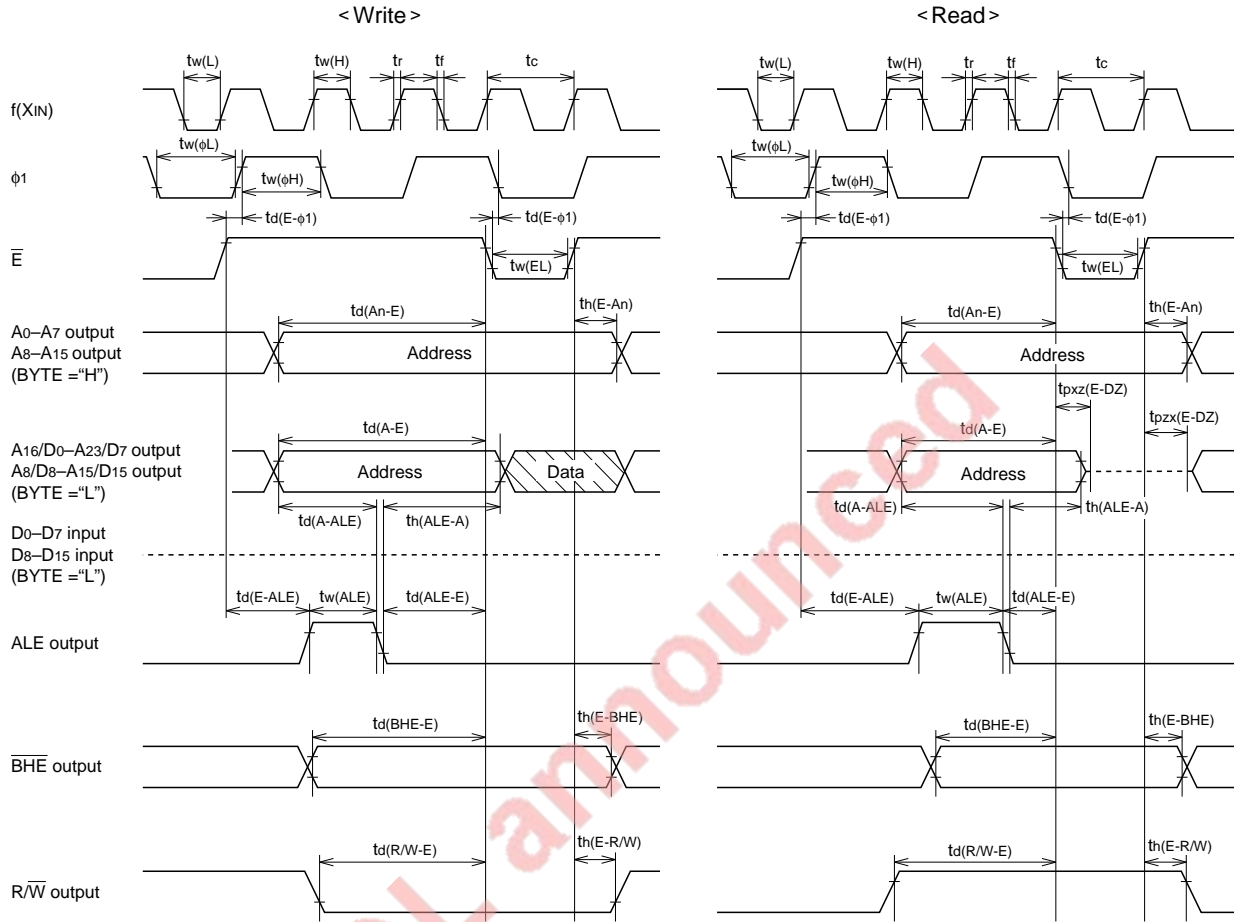 <Write> <Read>
tw(L) tw(H) tr tf tc tw(L) tw(H) tr tf tc
f(XIN)
tw(ϕL) tw(ϕL)
ϕ1
tw(ϕH) tw(ϕH)
td(E-ϕ1) td(E-ϕ1) td(E-ϕ1) td(E-ϕ1)
E
tw(EL) tw(EL)
td(An-E) th(E-An) td(An-E) th(E-An)
A0–A7 output
A8–A15 output Address Address
(BYTE =“H”)
tpxz(E-DZ)
tpzx(E-DZ)
td(A-E) td(A-E)
A16/D0–A23/D7 output
A8/D8–A15/D15 output Address Data Address
(BYTE =“L”)
td(A-ALE) th(ALE-A) td(A-ALE) th(ALE-A)
D0–D7 input
D8–D15 input
(BYTE =“L”)
td(E-ALE) tw(ALE) td(ALE-E) td(E-ALE) tw(ALE) td(ALE-E)
ALE output
td(BHE-E) th(E-BHE) td(BHE-E) th(E-BHE)
BHE output
td(R/W-E) th(E-R/W) td(R/W-E) th(E-R/W)
R/W output
announced